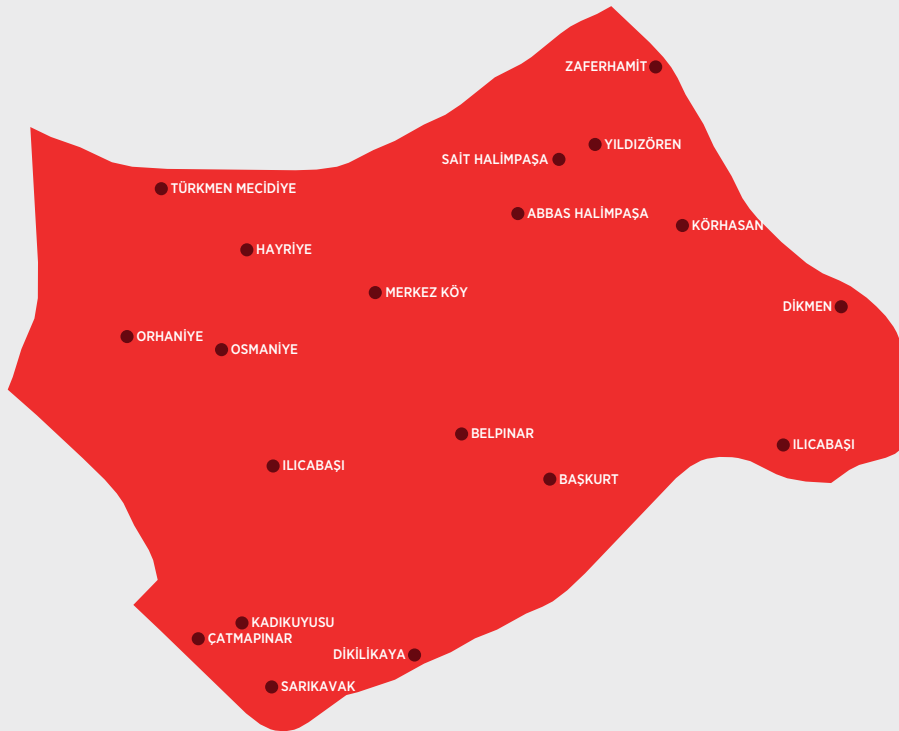 ZAFERHAMİT
YILDIZÖREN
SAİT HALİMPAŞA
TÜRKMEN MECİDİYE
ABBAS HALİMPAŞA
KÖRHASAN
HAYRİYE
MERKEZ KÖY
DİKMEN
ORHANİYE
OSMANİYE
BELPINAR
ILICABAŞI
ILICABAŞI
BAŞKURT
KADIKUYUSU
ÇATMAPINAR
DİKİLİKAYA
SARIKAVAK